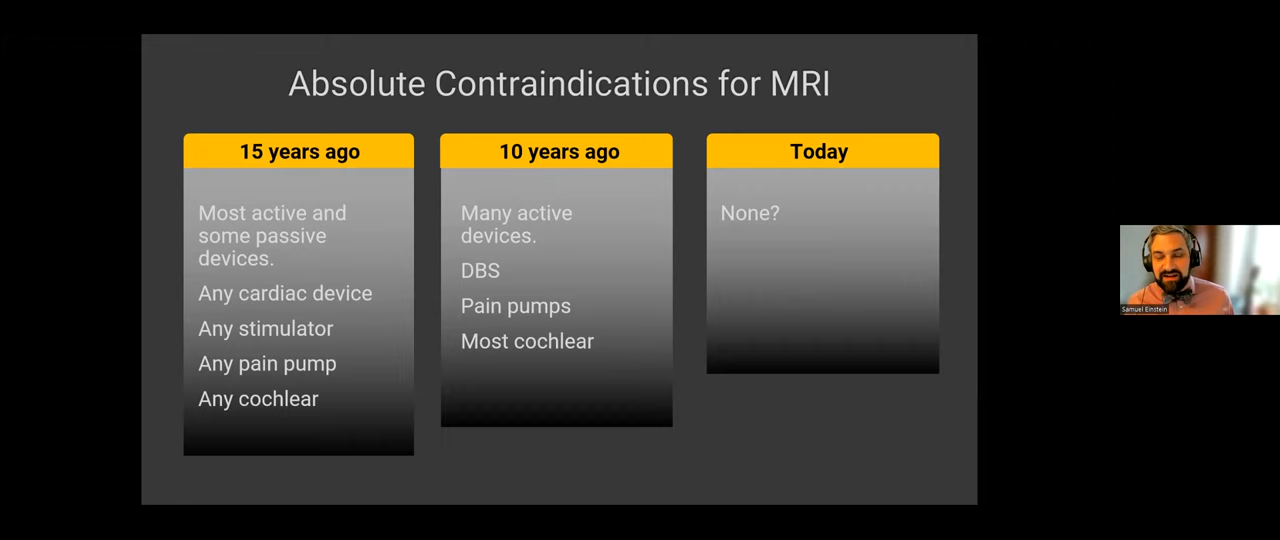 Absolute Contraindications for MRI
15 years ago
Most active and
some passive
devices.
Any cardiac device
Any stimulator
Any pain pump
Any cochlear
10 years ago
Many active
devices.
DBS
Pain pumps
Most cochlear
Today
None?
Samuel Einstein